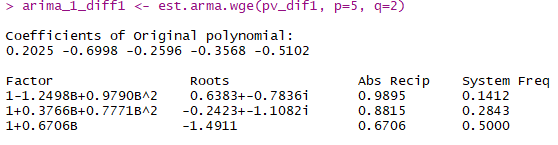 > arima_1_diff1 <- est.arma.wge(pv_dif1, p=5, q=2)
Coefficients of Original polynomial:
0.2025 -0.6998 -0.2596 -0.3568 -0.5102
Factor Roots Abs Recip System Freq
1-1.2498B+0.9790B^2 0.6383+-0.7836i 0.9895 0.1412
1+0.3766B+0.7771B^2 -0.2423+-1.1082i 0.8815 0.2843
1+0.6706B -1.4911 0.6706 0.5000